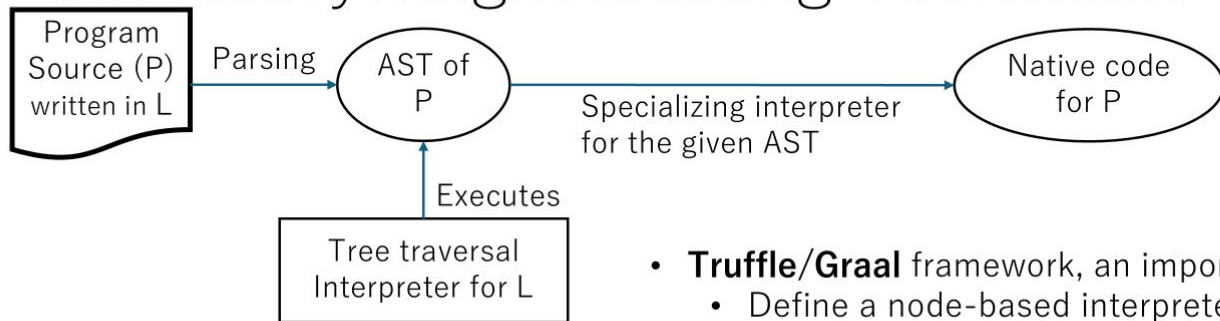 Program
Source (P)
written in L
Parsing
AST of
P
Specializing interpreter
for the given AST
Native code
for P
Executes
Tree traversal
Interpreter for L
• Truffle/Graal framework, an impor
• Define a node-based interprete